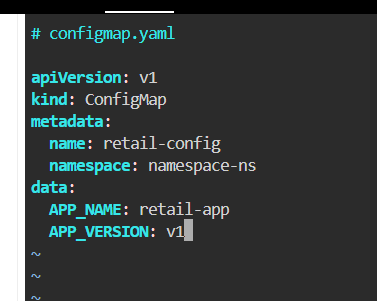 # configmap.yaml

apiVersion: v1
kind: ConfigMap
metadata:
  name: retail-config
  namespace: namespace-ns
data:
  APP_NAME: retail-app
  APP_VERSION: v1
~
~
~